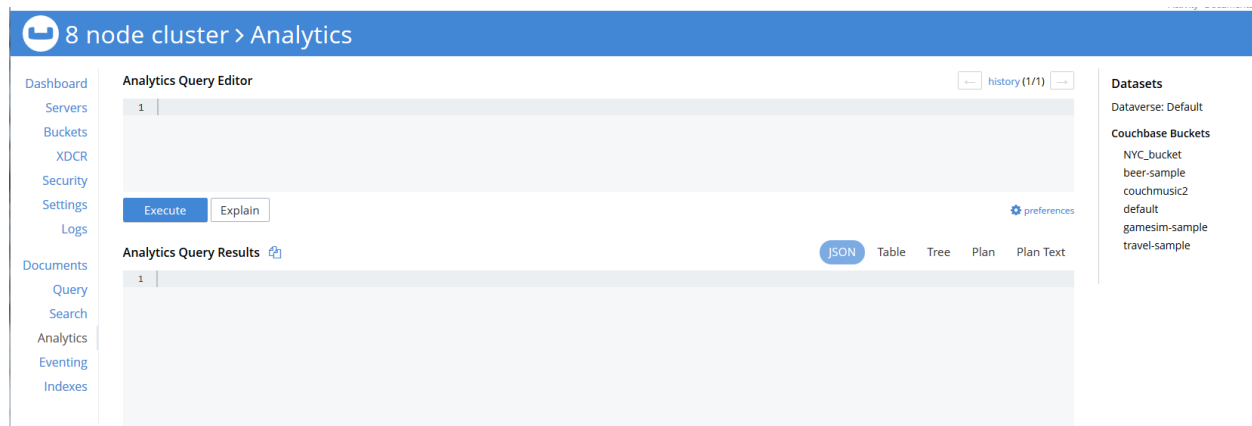 8 node cluster > Analytics
Dashboard
Servers
Buckets
XDCR
Security
Settings
Logs
Documents
Query
Search
Analytics
Eventing
Indexes
Analytics Query Editor
← history (1/1) →
1
Execute Explain
preferences
Analytics Query Results
JSON Table Tree Plan Plan Text
1
Datasets
Dataverse: Default
Couchbase Buckets
NYC_bucket
beer-sample
couchmusic2
default
gamesim-sample
travel-sample